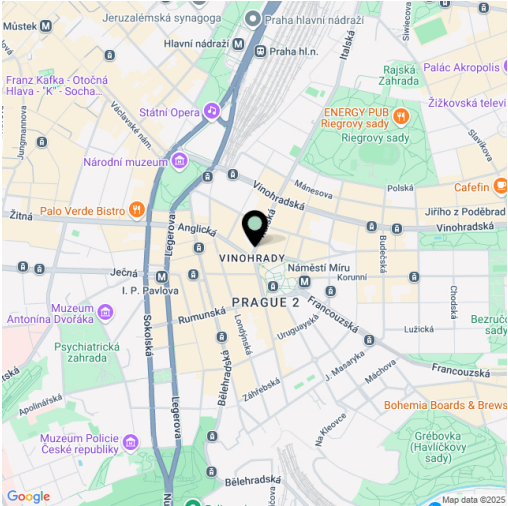 Jeruzalémská synagoga
Praha hlavní nádraží
Můstek
Hlavní nádraží
Praha hl.n.
Italská
Siwiecova
Franz Kafka - Otočná
Hlava - "K" - Socha...
Rajská
Zahrada
Palác Akropolis
Jungmannova
Václavské nám.
Státní Opera
ENERGY PUB
Riegrovy sady
Žižkovská televi
Riegrovy sady
Slavíkova
Národní muzeum
Vinohradská
Mánesova
Polská
Cafefin
Palo Verde Bistro
Žitná
Legerova
Anglická
Jiřího z Poděbrad
Vinohradská
Budečská
VINOHRADY
Náměstí Míru
Korunní
Ječná
I. P. Pavlova
Chodská
PRAGUE 2
Muzeum
Antonína Dvořáka
Rumunská
Londýnská
Francouzská
Bezručo
sady
Sokolská
Uruguayská
Lužická
Psychiatrická
zahrada
Bělehradská
J. Masaryka
Máchova
Francouzská
Záhřebská
Apolinářská
Legerova
Bohemia Boards & Brews
Na Kleovce
Muzeum Policie
České republiky
Grébovka
(Havlíčkovy
sady)
Bělehradská
Google
Map data ©2025